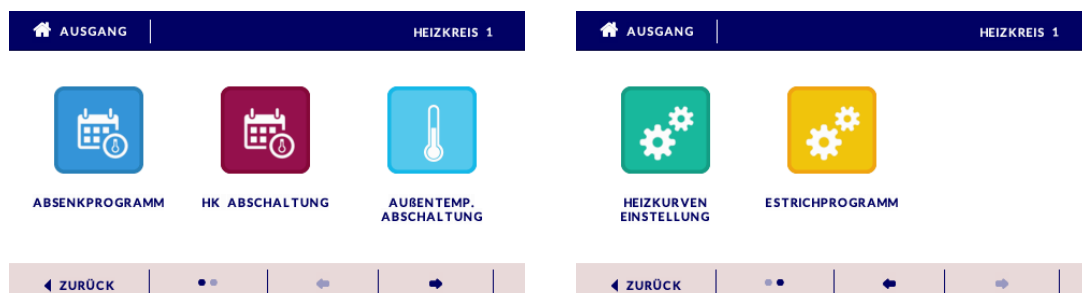 AUSGANG
HEIZKREIS 1
ABSENKPROGRAMM
HK ABSCHALTUNG
AUßENTEMP.
ABSCHALTUNG
ZURÜCK
AUSGANG
HEIZKREIS 1
HEIZKURVEN
EINSTELLUNG
ESTRICHPROGRAMM
ZURÜCK